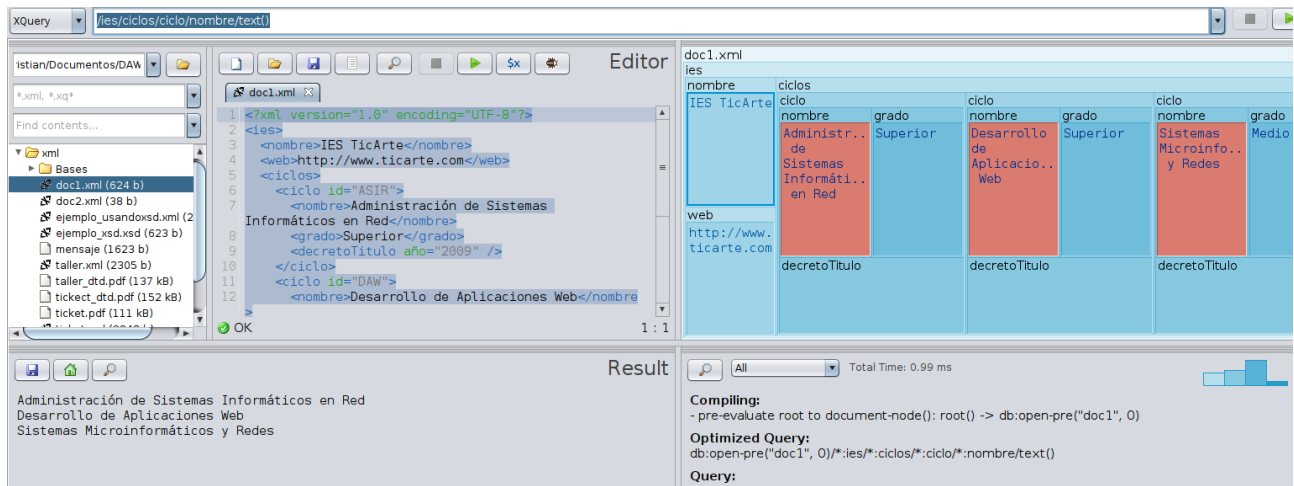 XQuery
/ies/ciclos/ciclo/nombre/text()
istian/Documentos/DAW
*.xml, *.xq*
Find contents...
xml
Bases
doc1.xml (624 b)
doc2.xml (38 b)
ejemplo_usandoxsd.xml (2
ejemplo_xsd.xsd (623 b)
mensaje (1623 b)
taller.xml (2305 b)
taller_dtd.pdf (137 kB)
tickect_dtd.pdf (152 kB)
ticket.pdf (111 kB)
$x
Editor
doc1.xml
1 <?xml version="1.0" encoding="UTF-8"?>
2 <ies>
3 <nombre>IES TicArte</nombre>
4 <web>http://www.ticarte.com</web>
5 <ciclos>
6 <ciclo id="ASIR">
7 <nombre>Administración de Sistemas
Informáticos en Red</nombre>
8 <grado>Superior</grado>
9 <decretoTitulo año="2009" />
10 </ciclo>
11 <ciclo id="DAW">
12 <nombre>Desarrollo de Aplicaciones Web</nombre
>
OK
1 : 1
doc1.xml
ies
nombre
IES TicArte
web
http://www.
ticarte.com
ciclos
ciclo
nombre
Administr..
de
Sistemas
Informáti..
en Red
grado
Superior
decretoTitulo
ciclo
nombre
Desarrollo
de
Aplicacio..
Web
grado
Superior
decretoTitulo
ciclo
nombre
Sistemas
Microinfo..
y Redes
grado
Medio
decretoTitulo
Result
Administración de Sistemas Informáticos en Red
Desarrollo de Aplicaciones Web
Sistemas Microinformáticos y Redes
All
Total Time: 0.99 ms
Compiling:
- pre-evaluate root to document-node(): root() -> db:open-pre("doc1", 0)
Optimized Query:
db:open-pre("doc1", 0)/*:ies/*:ciclos/*:ciclo/*:nombre/text()
Query: